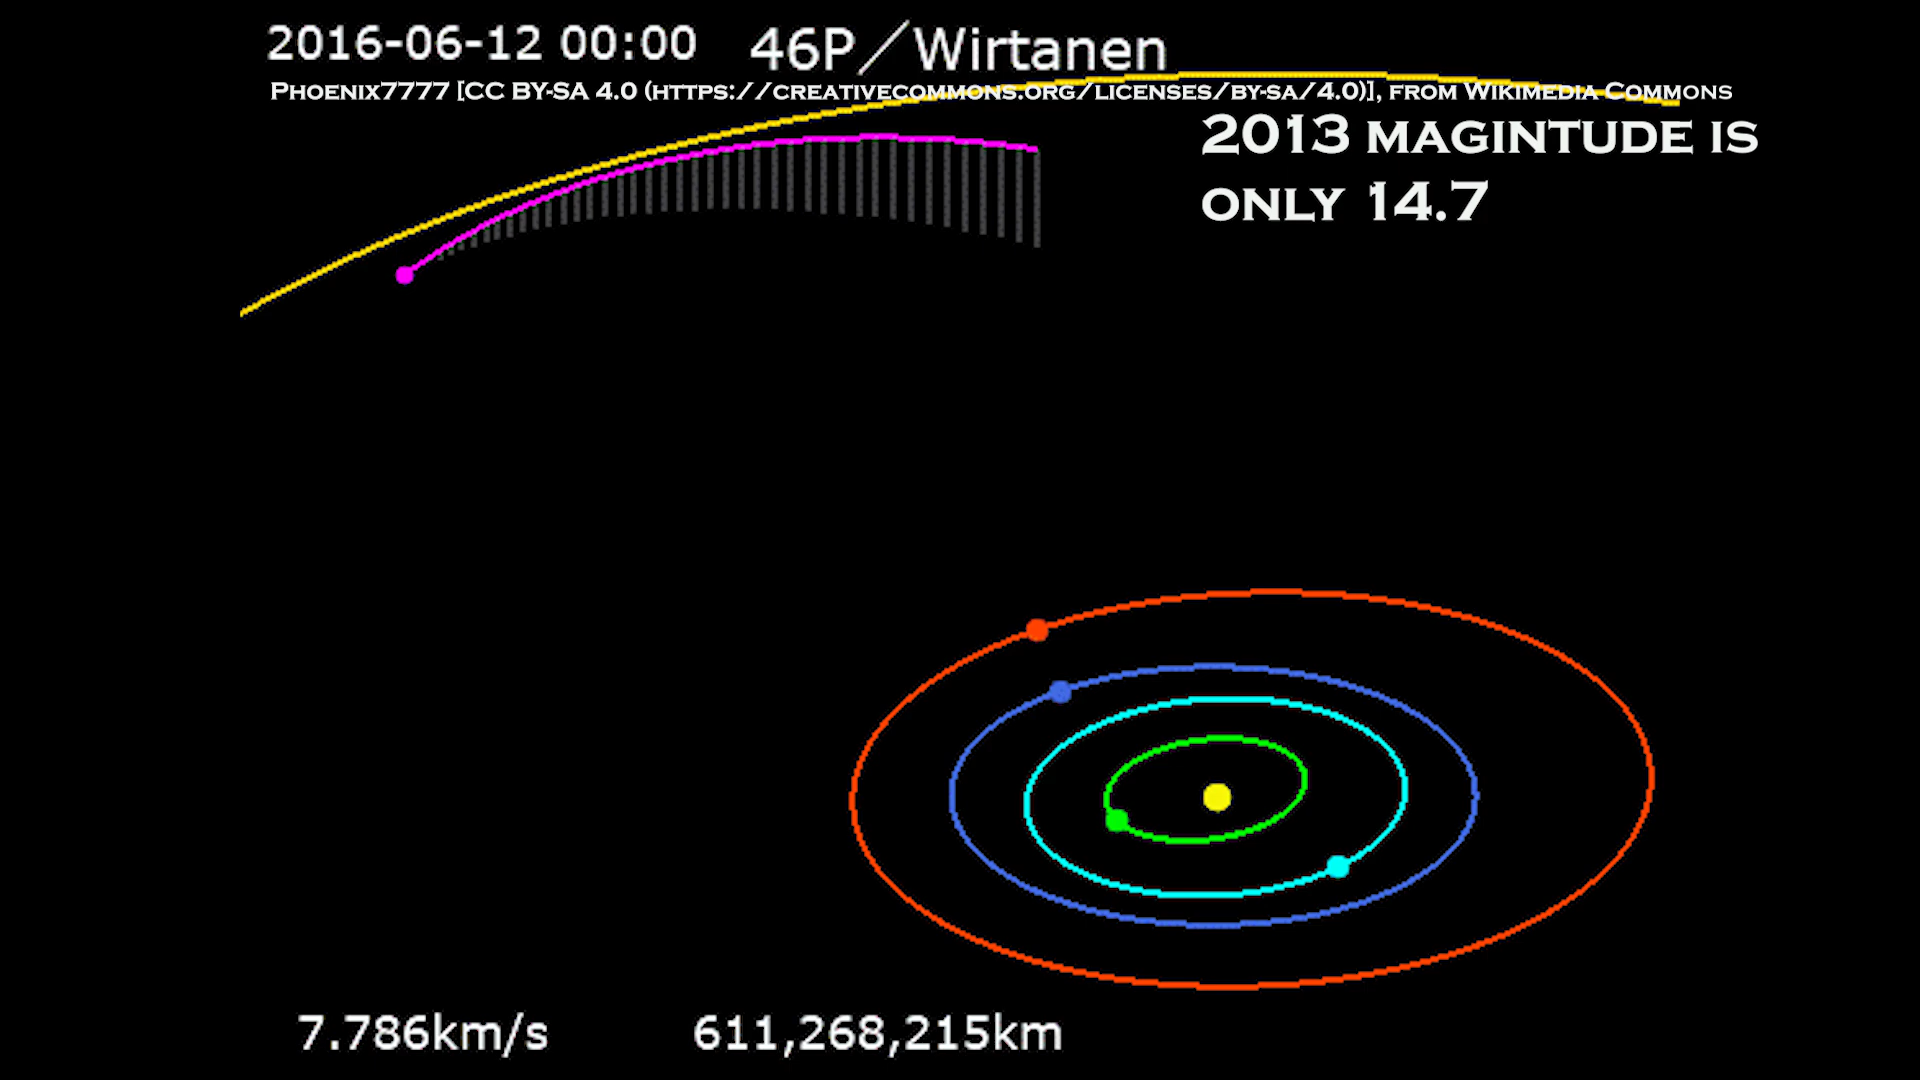 2016-06-12 00:00 46P／Wirtanen
Phoenix7777 [CC BY-SA 4.0 (https://creativecommons.org/licenses/by-sa/4.0)], from Wikimedia Commons
2013 magintude is
only 14.7
7.786km/s 611,268,215km